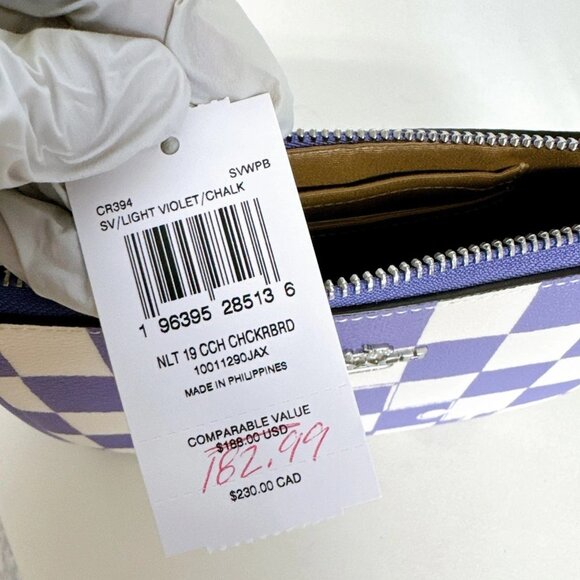 SVWPB
CR394
SV/LIGHT VIOLET/CHALK
1 96395 28513 6
NLT 19 CCH CHCKRBRD
10011290JAX
MADE IN PHILIPPINES
COMPARABLE VALUE
$188.00 USD
182.99
$230.00 CAD